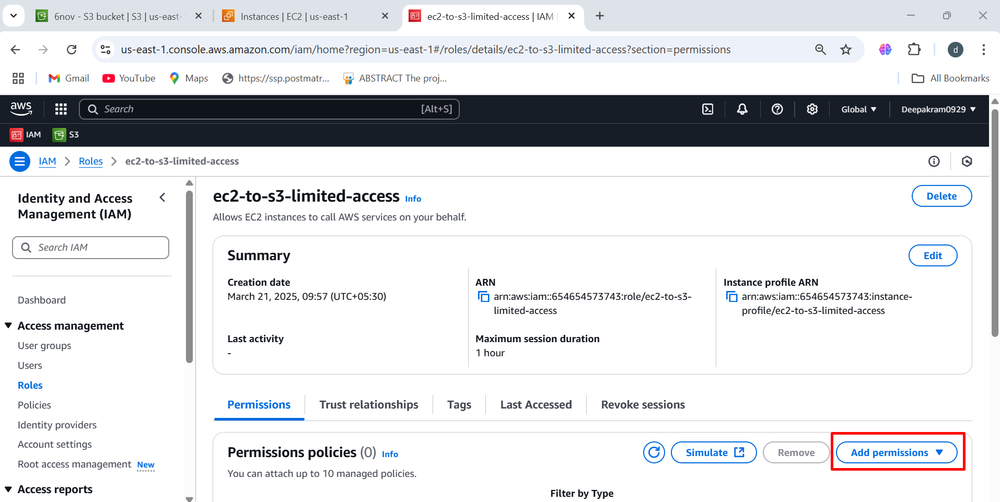 6nov - S3 bucket | S3 | us-east-
Instances | EC2 | us-east-1
ec2-to-s3-limited-access | IAM |
us-east-1.console.aws.amazon.com/iam/home?region=us-east-1#/roles/details/ec2-to-s3-limited-access?section=permissions
d
Gmail
YouTube
Maps
https://ssp.postmatr...
ABSTRACT The proj...
All Bookmarks
aws
Search
[Alt+S]
Global
Deepakram0929
IAM
S3
IAM
Roles
ec2-to-s3-limited-access
Identity and Access
Management (IAM)
Search IAM
Dashboard
Access management
User groups
Users
Roles
Policies
Identity providers
Account settings
Root access management New
Access reports
ec2-to-s3-limited-access Info
Delete
Allows EC2 instances to call AWS services on your behalf.
Summary
Edit
Creation date
March 21, 2025, 09:57 (UTC+05:30)
ARN
arn:aws:iam::654654573743:role/ec2-to-s3-
limited-access
Instance profile ARN
arn:aws:iam::654654573743:instance-
profile/ec2-to-s3-limited-access
Last activity
-
Maximum session duration
1 hour
Permissions
Trust relationships
Tags
Last Accessed
Revoke sessions
Permissions policies (0) Info
Simulate
Remove
Add permissions
You can attach up to 10 managed policies.
Filter by Type